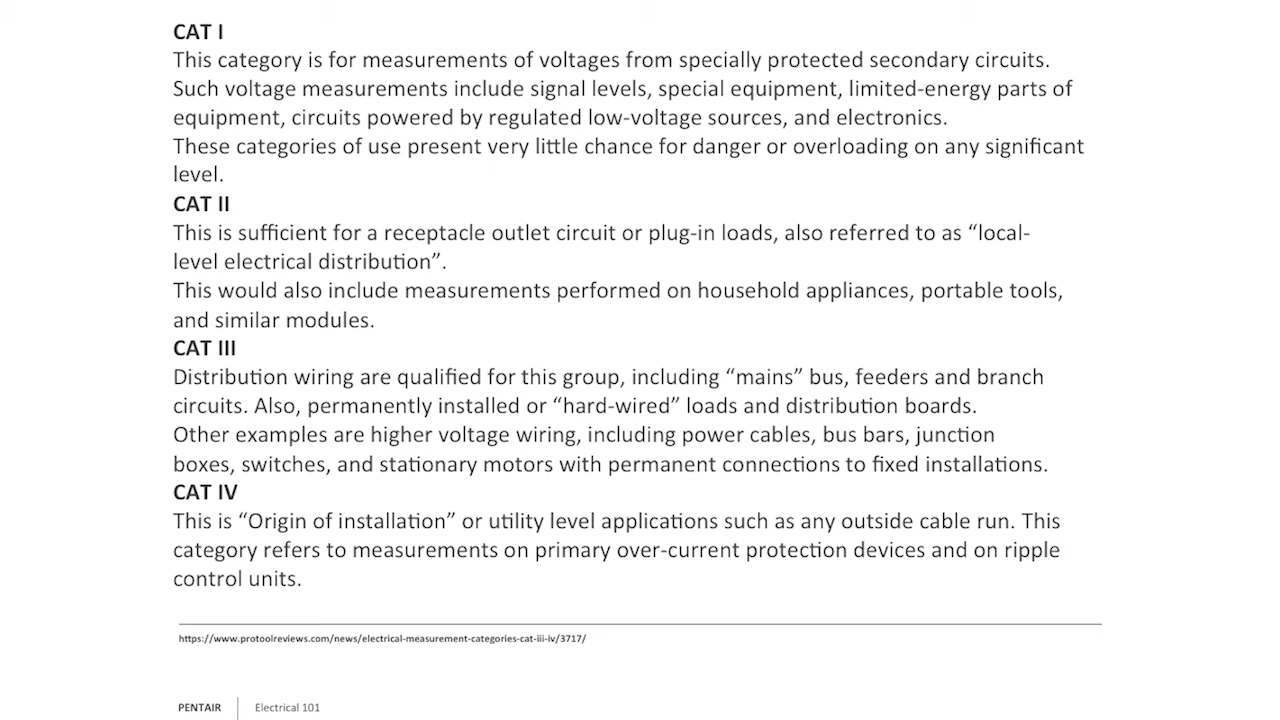 CAT I
This category is for measurements of voltages from specially protected secondary circuits.
Such voltage measurements include signal levels, special equipment, limited-energy parts of
equipment, circuits powered by regulated low-voltage sources, and electronics.
These categories of use present very little chance for danger or overloading on any significant
level.
CAT II
This is sufficient for a receptacle outlet circuit or plug-in loads, also referred to as “local-
level electrical distribution”.
This would also include measurements performed on household appliances, portable tools,
and similar modules.
CAT III
Distribution wiring are qualified for this group, including “mains” bus, feeders and branch
circuits. Also, permanently installed or “hard-wired” loads and distribution boards.
Other examples are higher voltage wiring, including power cables, bus bars, junction
boxes, switches, and stationary motors with permanent connections to fixed installations.
CAT IV
This is “Origin of installation” or utility level applications such as any outside cable run. This
category refers to measurements on primary over-current protection devices and on ripple
control units.
https://www.protoolreviews.com/news/electrical-measurement-categories-cat-iii-iv/3717/
PENTAIR Electrical 101